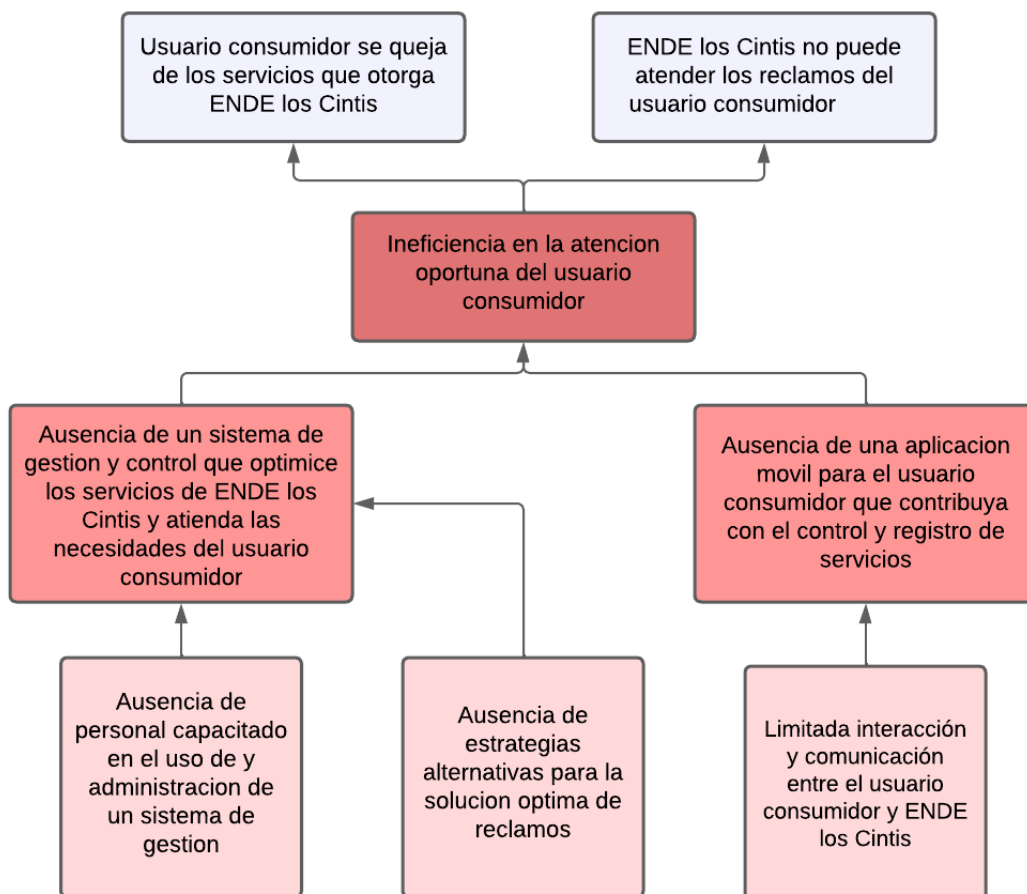 Usuario consumidor se queja
de los servicios que otorga
ENDE los Cintis
ENDE los Cintis no puede
atender los reclamos del
usuario consumidor
Ineficiencia en la atencion
oportuna del usuario
consumidor
Ausencia de un sistema de
gestion y control que optimice
los servicios de ENDE los
Cintis y atienda las
necesidades del usuario
consumidor
Ausencia de una aplicacion
movil para el usuario
consumidor que contribuya
con el control y registro de
servicios
Ausencia de
personal capacitado
en el uso de y
administracion de
un sistema de
gestion
Ausencia de
estrategias
alternativas para la
solucion optima de
reclamos
Limitada interacción
y comunicación
entre el usuario
consumidor y ENDE
los Cintis